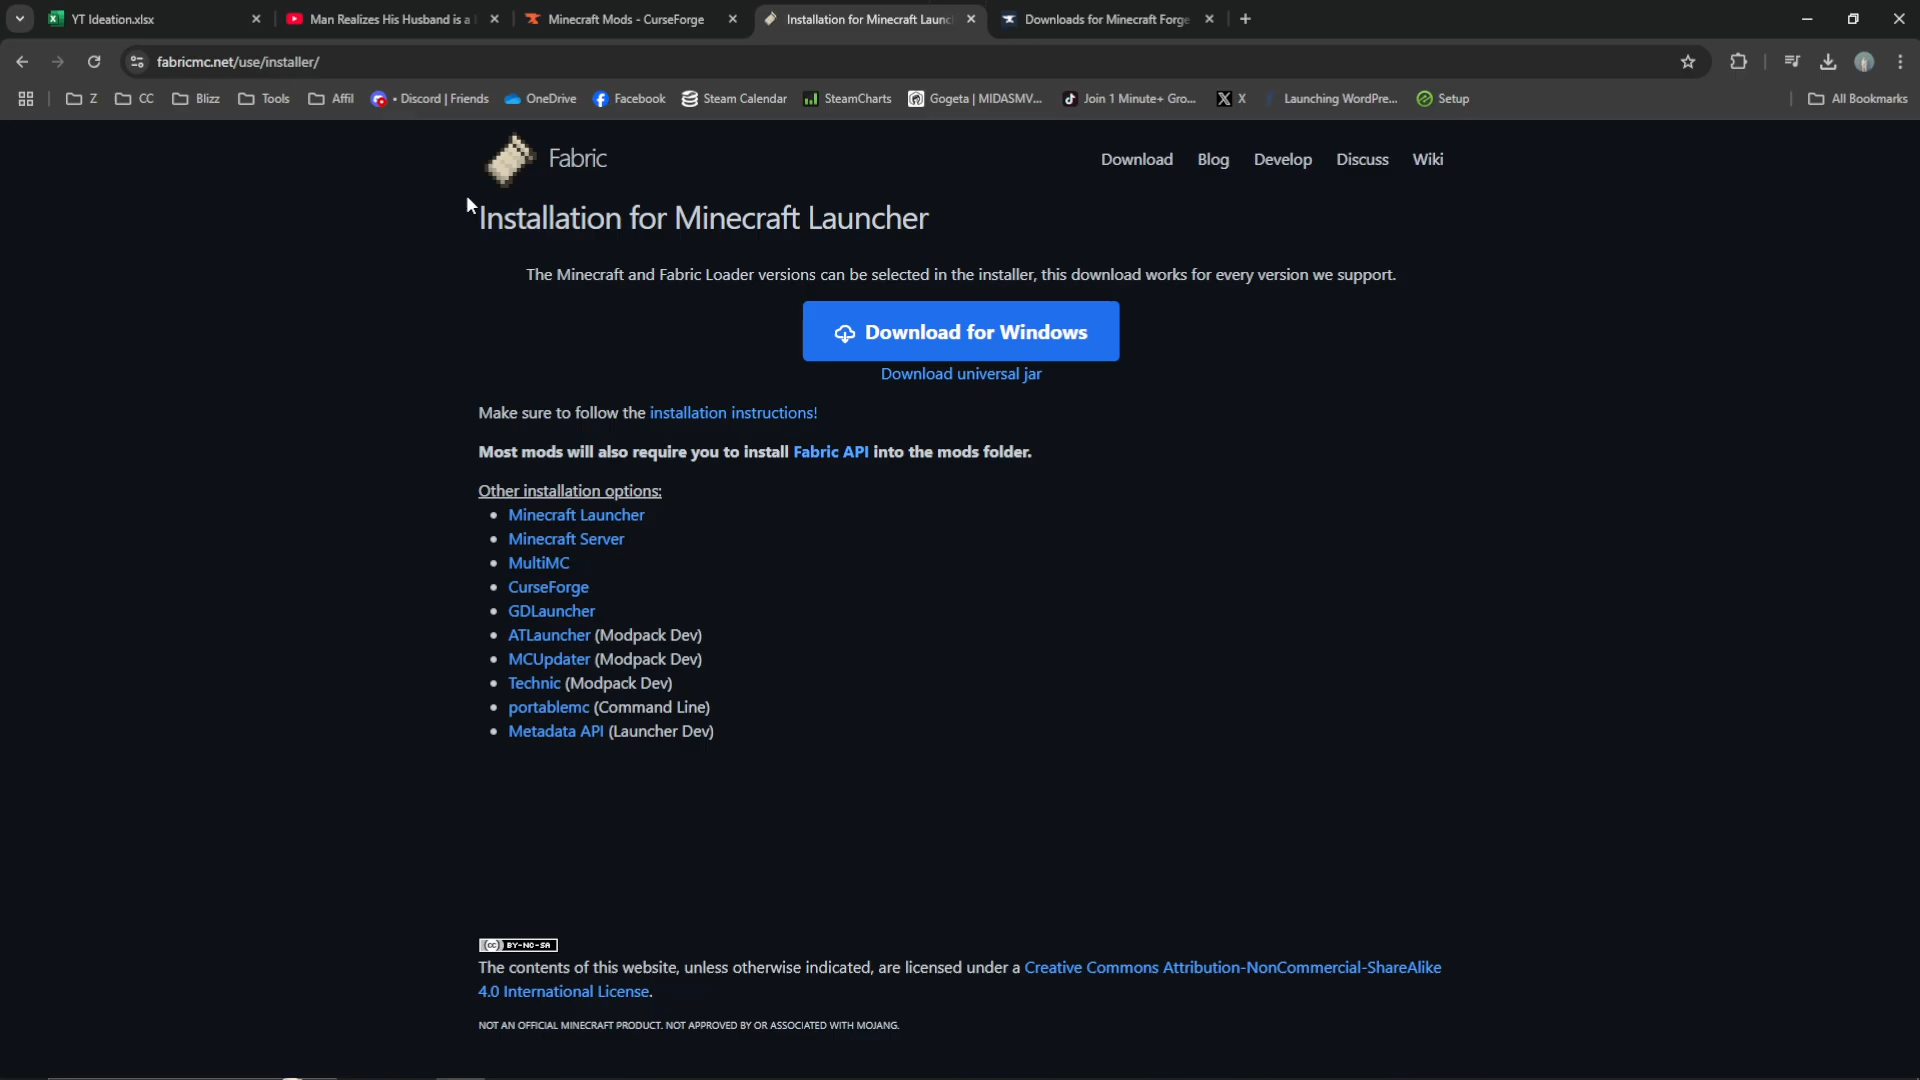 YT Ideation.xlsx
Man Realizes His Husband is a
Minecraft Mods - CurseForge
Installation for Minecraft Launc
Downloads for Minecraft Forge
fabricmc.net/use/installer/
Z
CC
Blizz
Tools
Affil
• Discord | Friends
OneDrive
Facebook
Steam Calendar
SteamCharts
Gogeta | MIDASMV...
Join 1 Minute+ Gro...
X
Launching WordPre...
Setup
All Bookmarks
Fabric
Download
Blog
Develop
Discuss
Wiki
Installation for Minecraft Launcher
The Minecraft and Fabric Loader versions can be selected in the installer, this download works for every version we support.
Download for Windows
Download universal jar
Make sure to follow the installation instructions!
Most mods will also require you to install Fabric API into the mods folder.
Other installation options:
• Minecraft Launcher
• Minecraft Server
• MultiMC
• CurseForge
• GDLauncher
• ATLauncher (Modpack Dev)
• MCUpdater (Modpack Dev)
• Technic (Modpack Dev)
• portablemc (Command Line)
• Metadata API (Launcher Dev)
cc BY-NC-SA
The contents of this website, unless otherwise indicated, are licensed under a Creative Commons Attribution-NonCommercial-ShareAlike
4.0 International License.
NOT AN OFFICIAL MINECRAFT PRODUCT. NOT APPROVED BY OR ASSOCIATED WITH MOJANG.